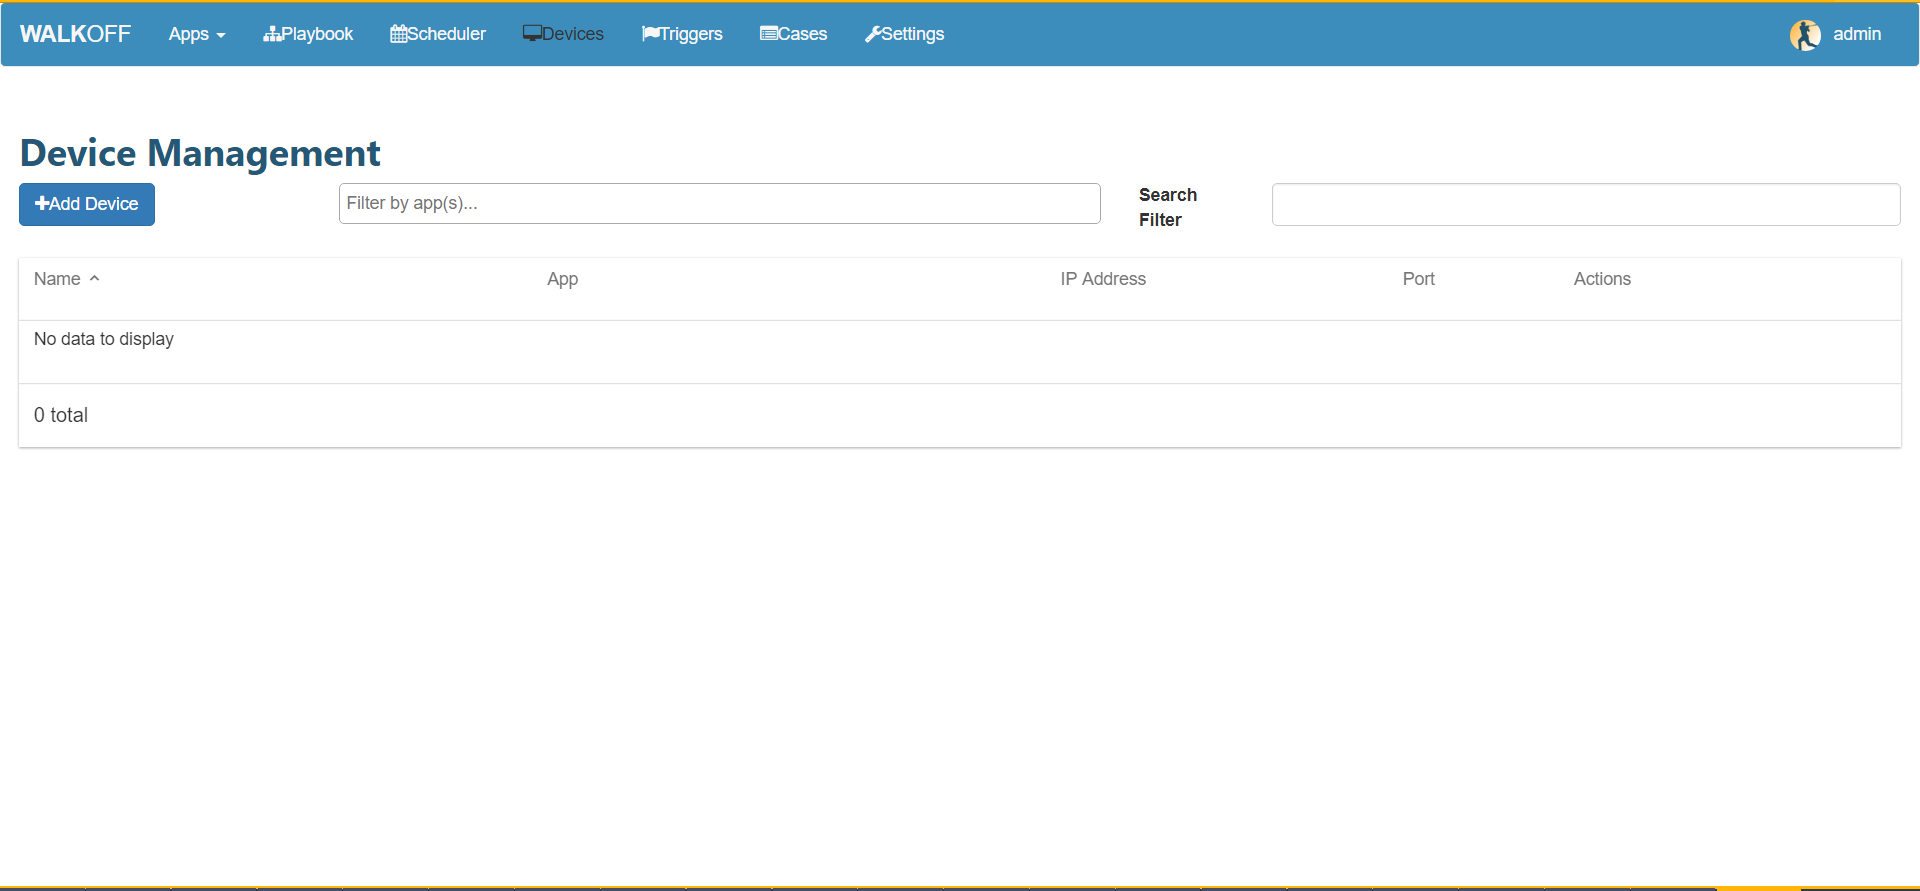 WALKOFF Apps Playbook Scheduler Devices Triggers Cases Settings admin
Device Management
Add Device Filter by app(s)... Search Filter
Name App IP Address Port Actions
No data to display
0 total